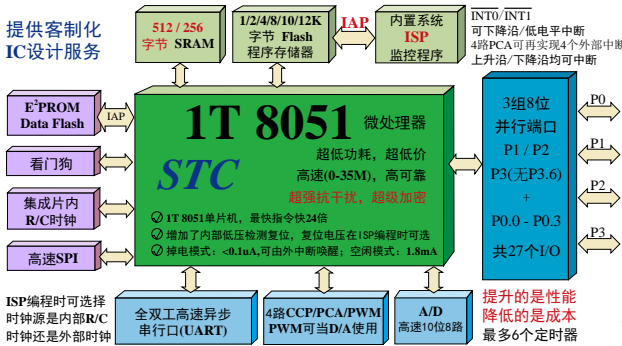 提供客制化
IC设计服务
512 / 256
字节 SRAM
1/2/4/8/10/12K
字节 Flash
程序存储器
IAP
内置系统
ISP
监控程序
INT0/INT1
可下降沿/低电平中断
4路PCA可再实现4个外部中断
上升沿/下降沿均可中断
E²PROM
Data Flash
IAP
看门狗
集成片内
R/C时钟
高速SPI
1T 8051 微处理器
STC
超低功耗，超低价
高速(0-35M)，高可靠
超强抗干扰，超级加密
1T 8051单片机，最快指令快24倍
增加了内部低压检测复位，复位电压在ISP编程时可选
掉电模式：<0.1uA,可由外中断唤醒；空闲模式：1.8mA
3组8位
并行端口
P1 / P2
P3(无P3.6)
+
P0.0 - P0.3
共27个I/O
P0
P1
P2
P3
ISP编程时可选择
时钟源是内部R/C
时钟还是外部时钟
全双工高速异步
串行口(UART)
4路CCP/PCA/PWM
PWM可当D/A使用
A/D
高速10位8路
提升的是性能
降低的是成本
最多6个定时器